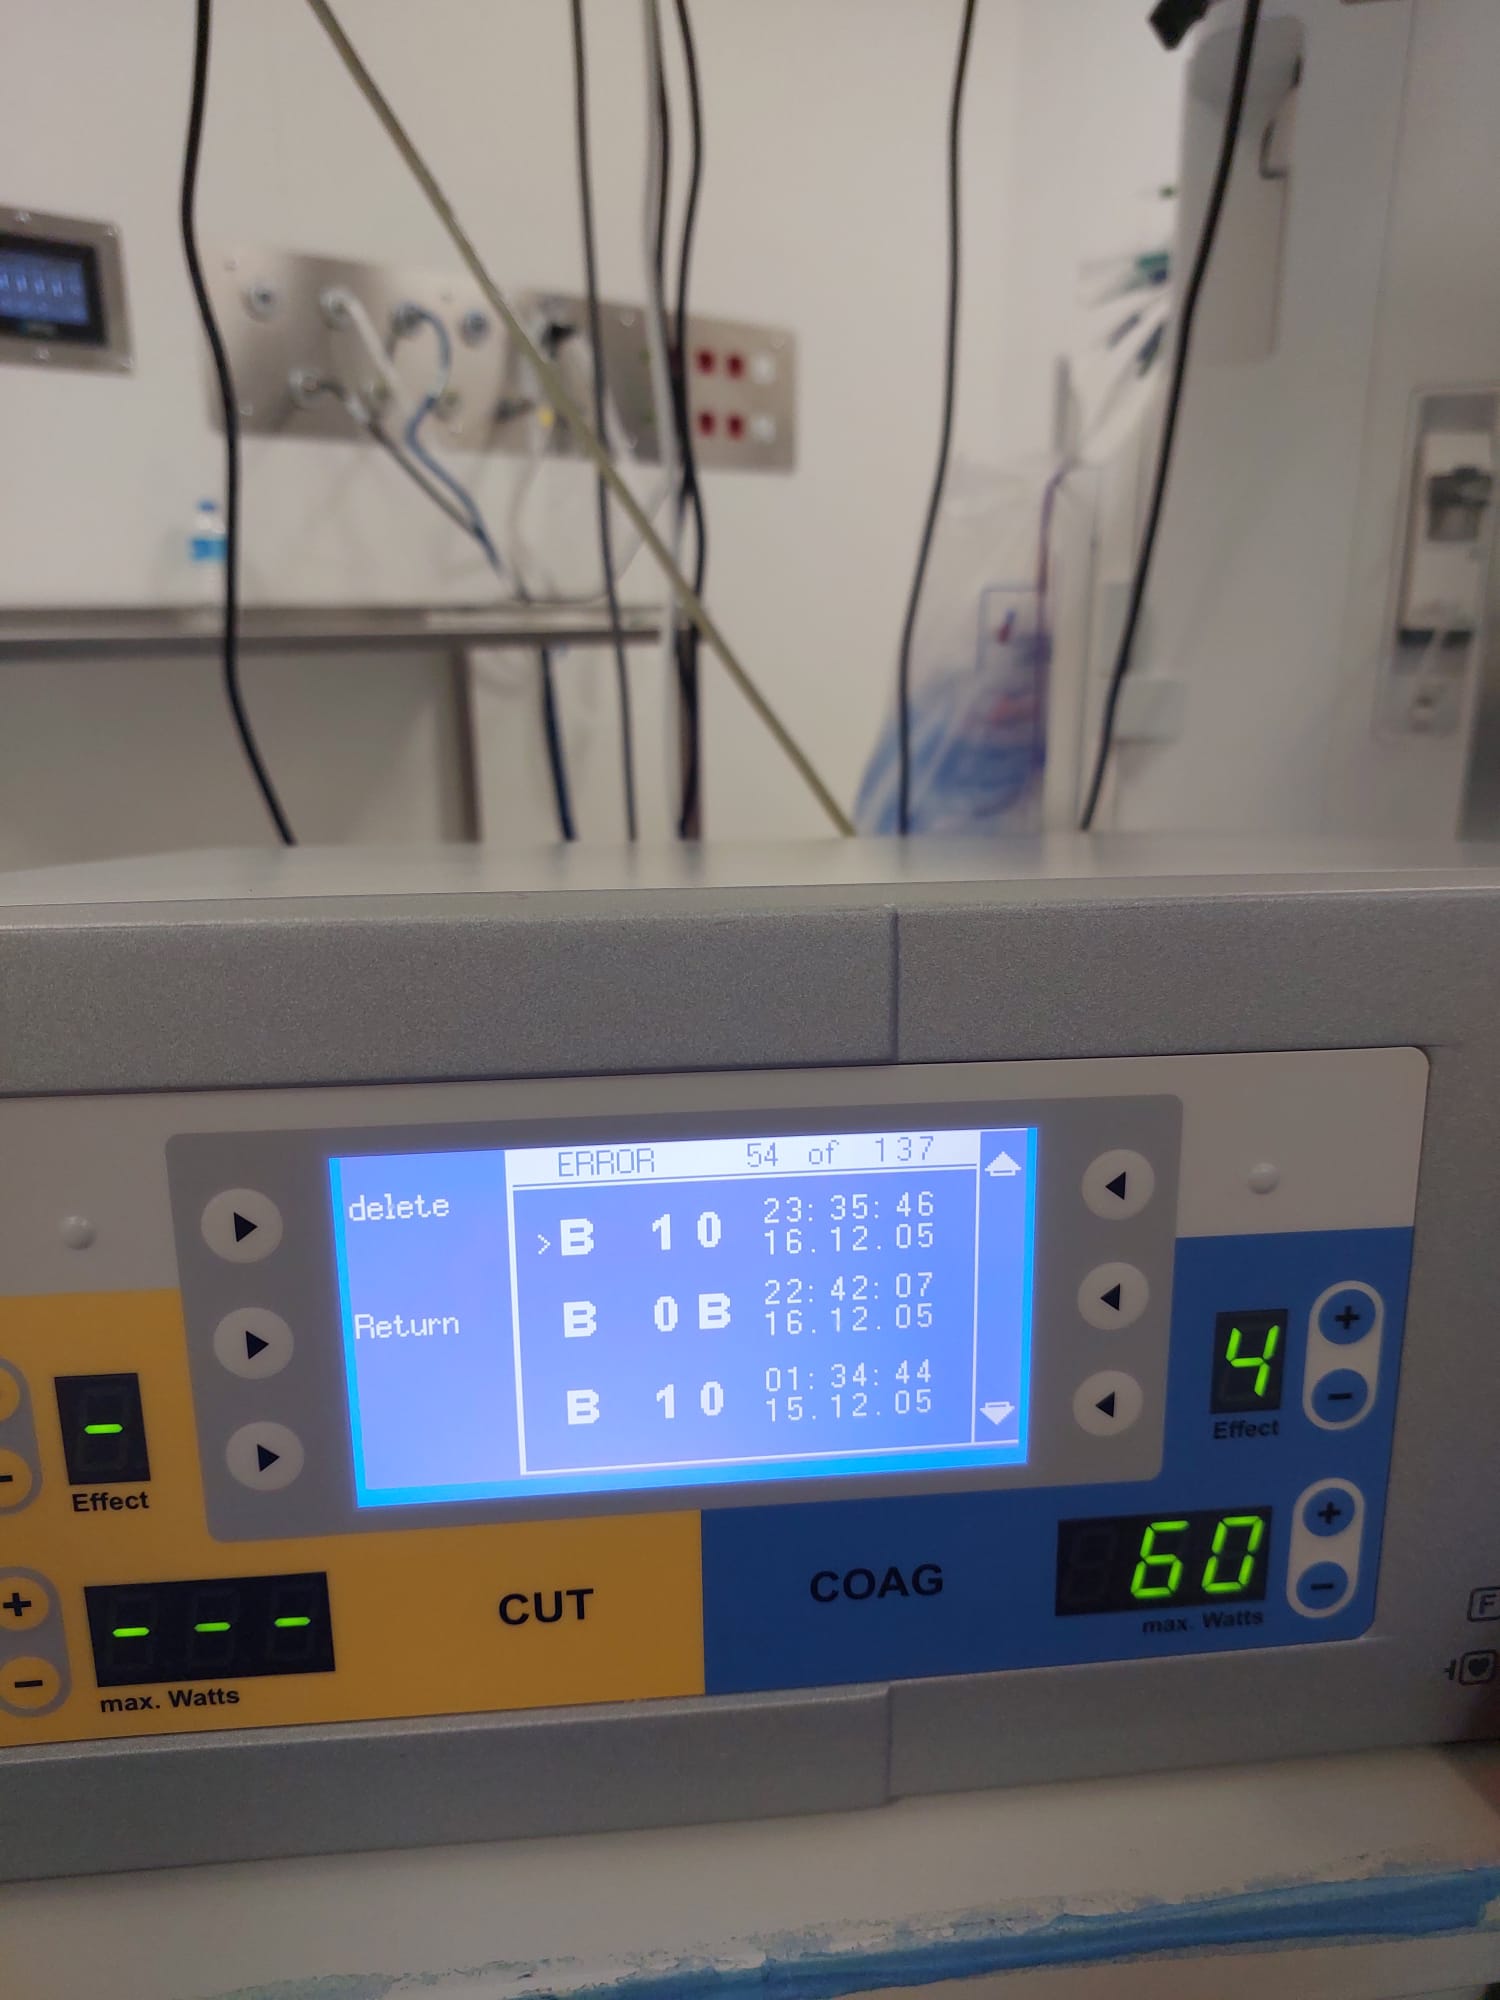 ERROR 54 of 137
delete
>B 10 23:35:46
16.12.05
Return
B 0B 22:42:07
16.12.05
B 10 01:34:44
15.12.05
-
Effect
4
+
-
Effect
+
-
- - -
max. Watts
CUT
COAG
60
+
-
max. Watts
F